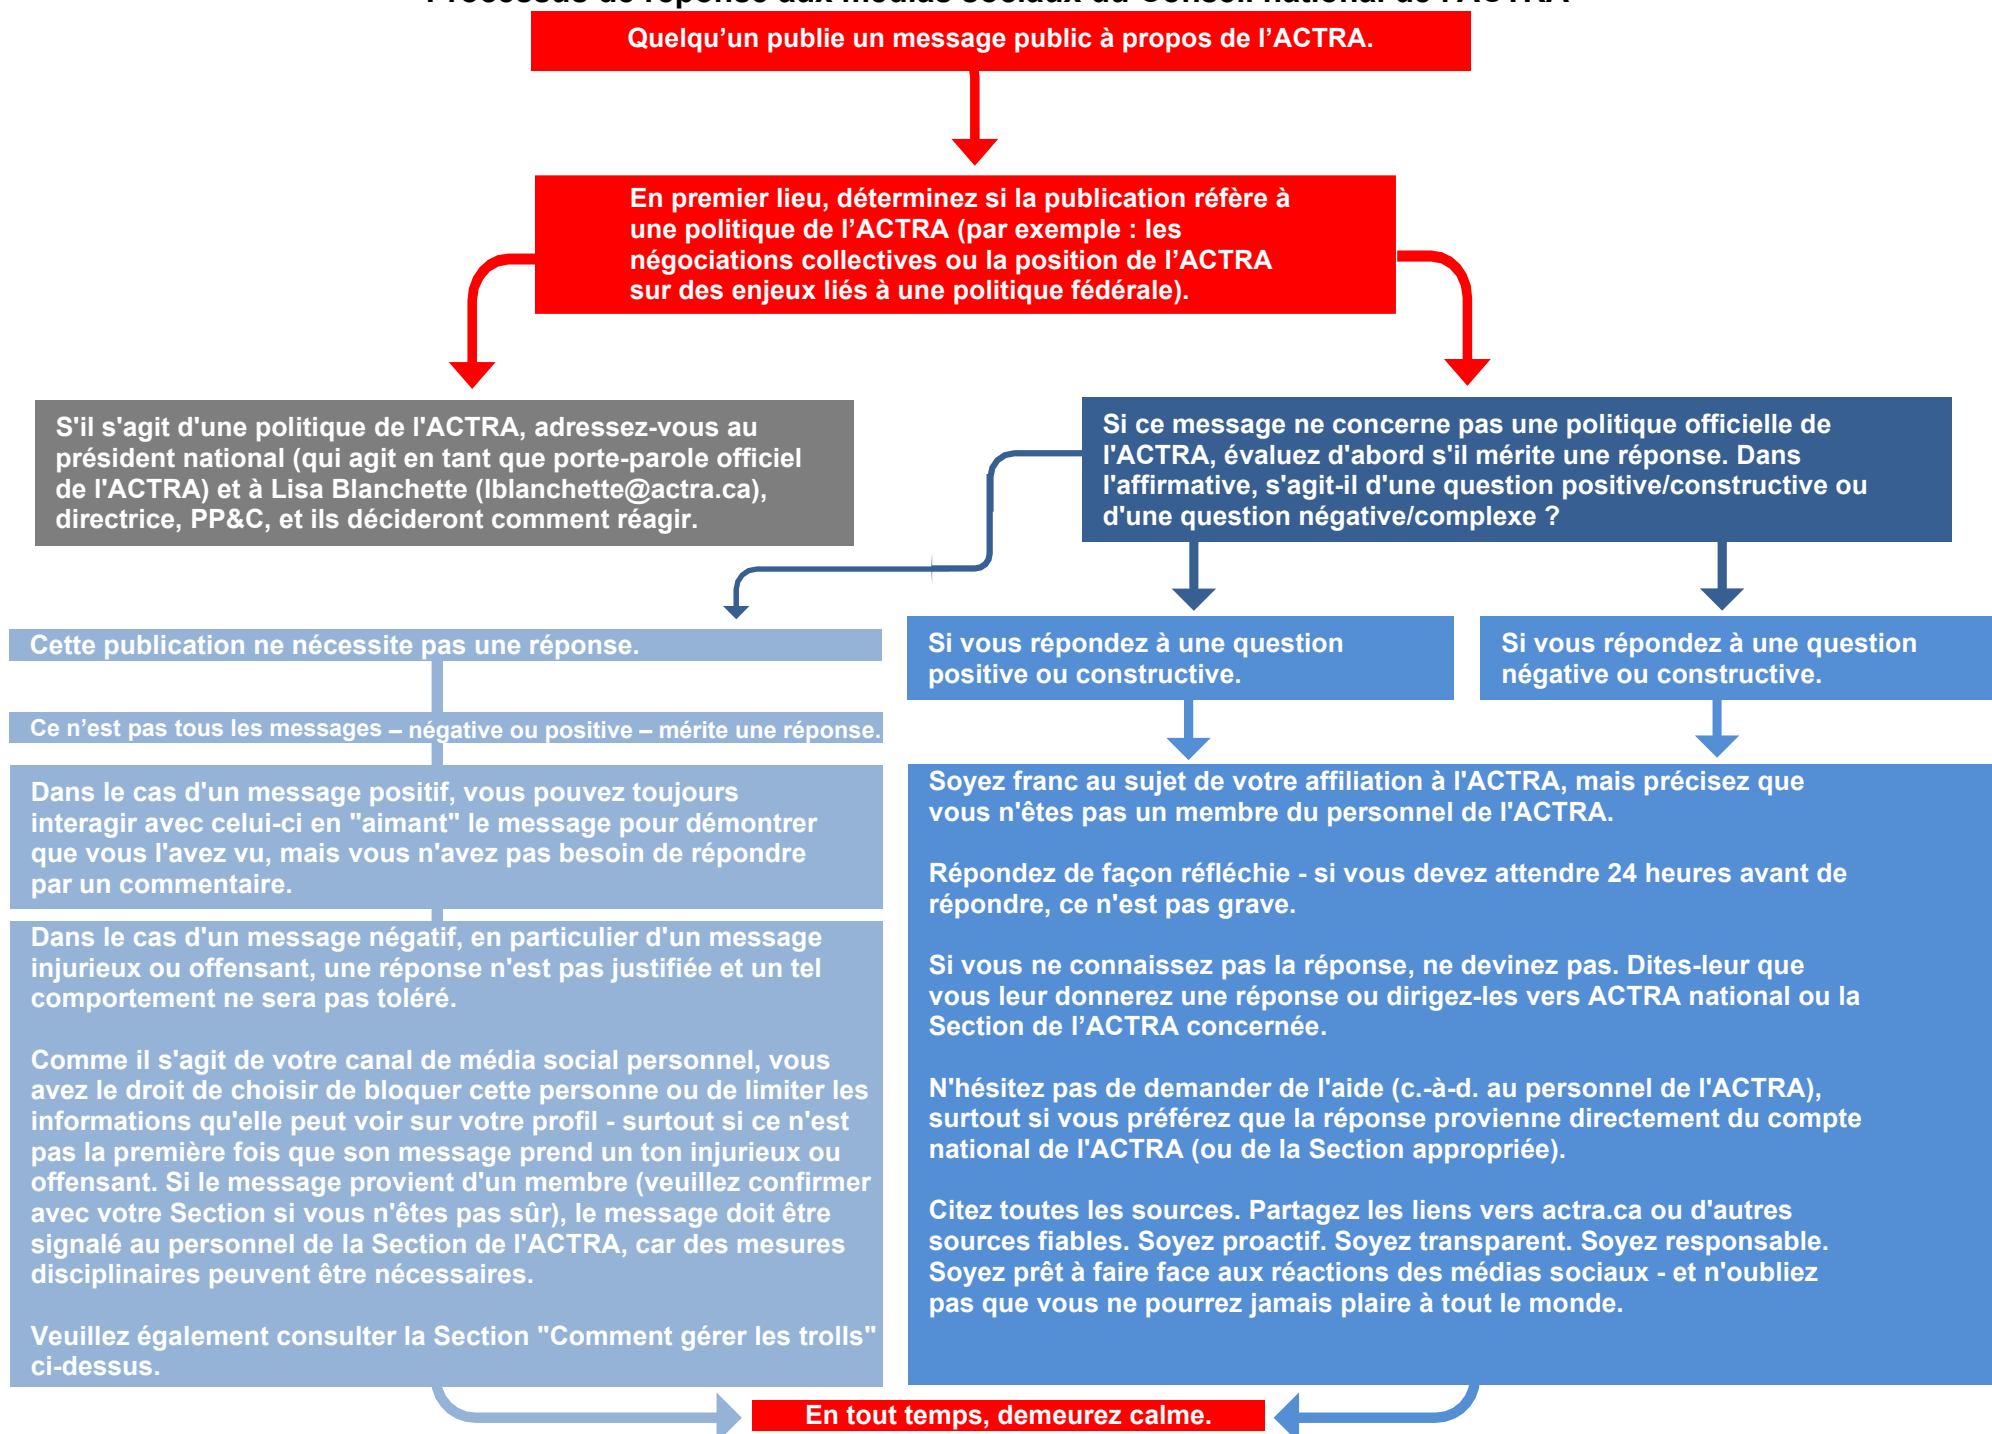 Processus de réponse aux médias sociaux du Conseil national de l'ACTRA
Quelqu’un publie un message public à propos de l’ACTRA.
En premier lieu, déterminez si la publication réfère à
une politique de l’ACTRA (par exemple : les
négociations collectives ou la position de l’ACTRA
sur des enjeux liés à une politique fédérale).
S'il s'agit d'une politique de l'ACTRA, adressez-vous au
président national (qui agit en tant que porte-parole officiel
de l'ACTRA) et à Lisa Blanchette (lblanchette@actra.ca),
directrice, PP&C, et ils décideront comment réagir.
Si ce message ne concerne pas une politique officielle de
l'ACTRA, évaluez d'abord s'il mérite une réponse. Dans
l'affirmative, s'agit-il d'une question positive/constructive ou
d'une question négative/complexe ?
Cette publication ne nécessite pas une réponse.
Ce n’est pas tous les messages – négative ou positive – mérite une réponse.
Dans le cas d'un message positif, vous pouvez toujours
interagir avec celui-ci en "aimant" le message pour démontrer
que vous l'avez vu, mais vous n'avez pas besoin de répondre
par un commentaire.
Dans le cas d'un message négatif, en particulier d'un message
injurieux ou offensant, une réponse n'est pas justifiée et un tel
comportement ne sera pas toléré.
Comme il s'agit de votre canal de média social personnel, vous
avez le droit de choisir de bloquer cette personne ou de limiter les
informations qu'elle peut voir sur votre profil - surtout si ce n'est
pas la première fois que son message prend un ton injurieux ou
offensant. Si le message provient d'un membre (veuillez confirmer
avec votre Section si vous n'êtes pas sûr), le message doit être
signalé au personnel de la Section de l'ACTRA, car des mesures
disciplinaires peuvent être nécessaires.
Veuillez également consulter la Section "Comment gérer les trolls"
ci-dessus.
Si vous répondez à une question
positive ou constructive.
Si vous répondez à une question
négative ou constructive.
Soyez franc au sujet de votre affiliation à l'ACTRA, mais précisez que
vous n'êtes pas un membre du personnel de l'ACTRA.
Répondez de façon réfléchie - si vous devez attendre 24 heures avant de
répondre, ce n'est pas grave.
Si vous ne connaissez pas la réponse, ne devinez pas. Dites-leur que
vous leur donnerez une réponse ou dirigez-les vers ACTRA national ou la
Section de l’ACTRA concernée.
N'hésitez pas de demander de l'aide (c.-à-d. au personnel de l'ACTRA),
surtout si vous préférez que la réponse provienne directement du compte
national de l'ACTRA (ou de la Section appropriée).
Citez toutes les sources. Partagez les liens vers actra.ca ou d'autres
sources fiables. Soyez proactif. Soyez transparent. Soyez responsable.
Soyez prêt à faire face aux réactions des médias sociaux - et n'oubliez
pas que vous ne pourrez jamais plaire à tout le monde.
En tout temps, demeurez calme.